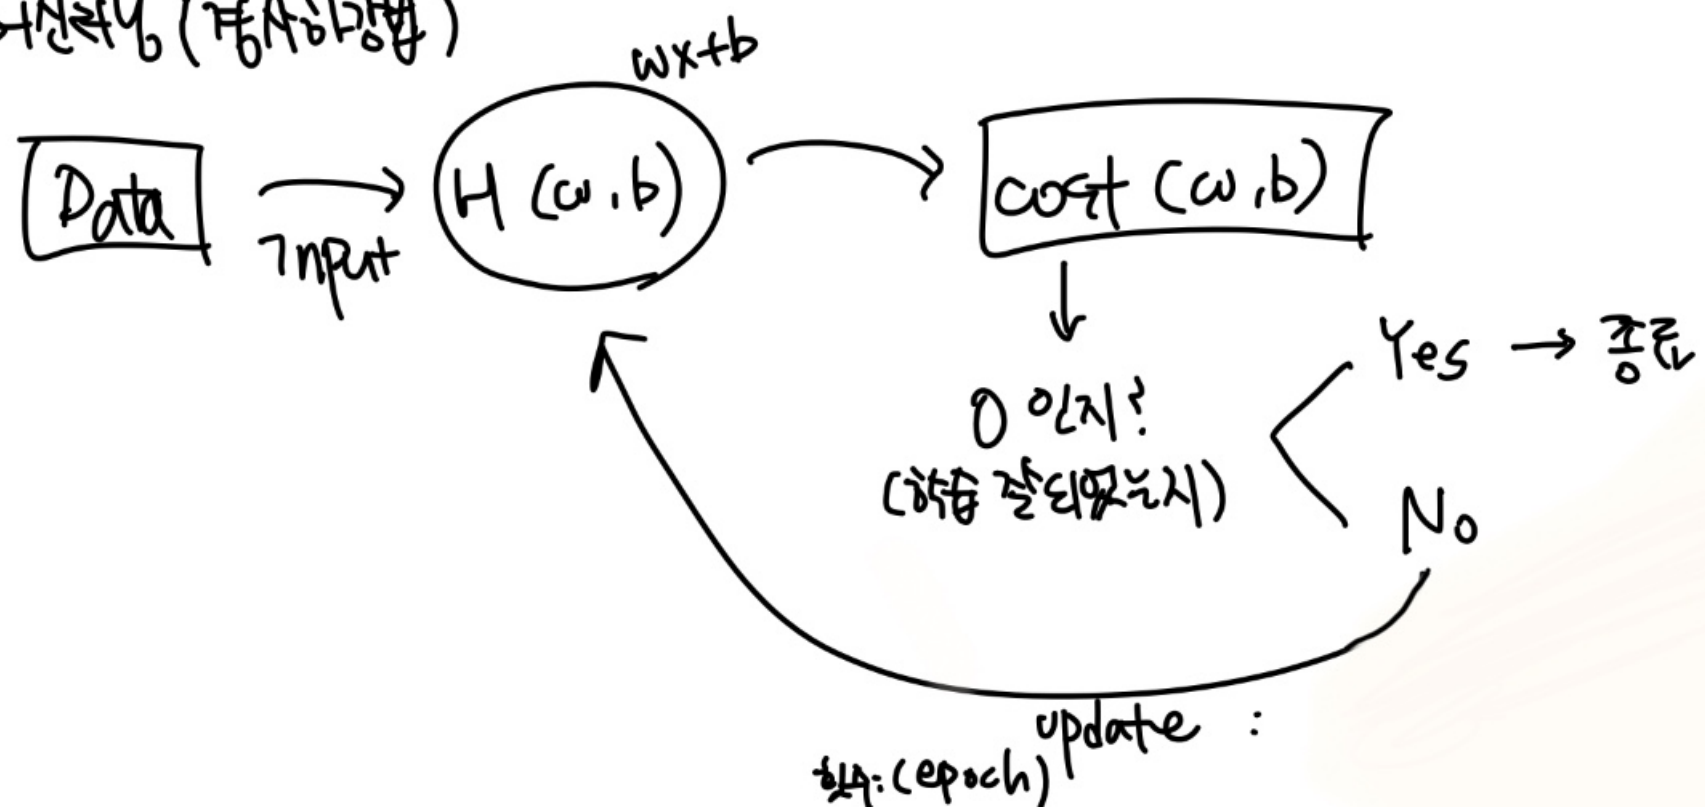 머신러닝 (경사하강법)
wx+b
Data
Input
H (w,b)
cost (w,b)
0 인지?
(학습 잘되었는지)
Yes → 종료
No
update :
횟수: (epoch)